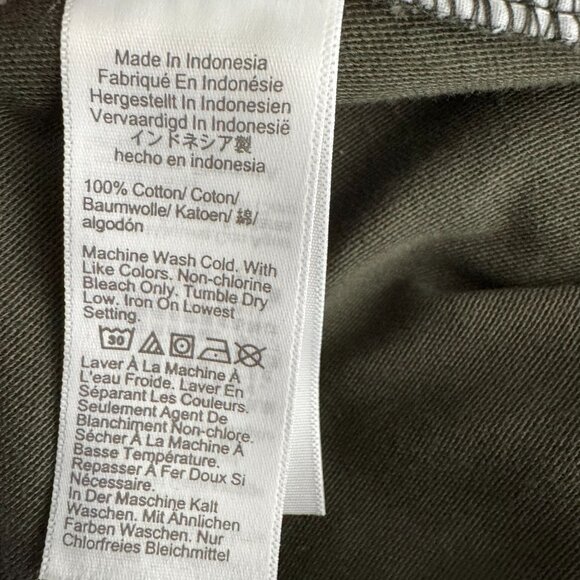 Made In Indonesia
Fabriqué En Indonésie
Hergestellt In Indonesien
Vervaardigd In Indonesië
インドネシア製
hecho en indonesia
100% Cotton/ Coton/
Baumwolle/ Katoen/ 綿/
algodón
Machine Wash Cold. With
Like Colors. Non-chlorine
Bleach Only. Tumble Dry
Low. Iron On Lowest
Setting.
30
Laver À La Machine À
L'eau Froide. Laver En
Séparant Les Couleurs.
Seulement Agent De
Blanchiment Non-chlore.
Sécher À La Machine À
Basse Température.
Repasser À Fer Doux Si
Nécessaire.
In Der Maschine Kalt
Waschen. Mit Ähnlichen
Farben Waschen. Nur
Chlorfreies Bleichmittel